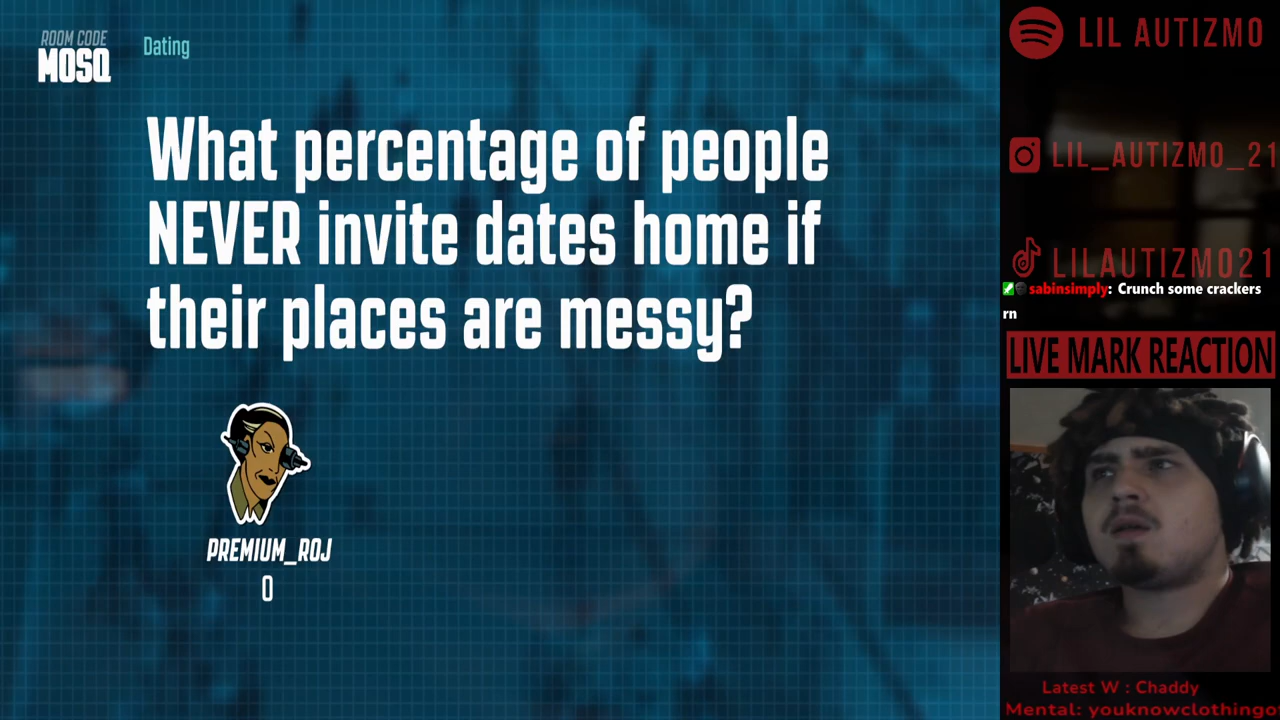 ROOM CODE
MOSQ
Dating
What percentage of people
NEVER invite dates home if
their places are messy?
PREMIUM_ROJ
0
LIL AUTIZMO
LIL_AUTIZMO_21
LILAUTIZMO21
sabinsimply: Crunch some crackers
rn
LIVE MARK REACTION
Latest W : Chaddy
Mental: youknowclothingo